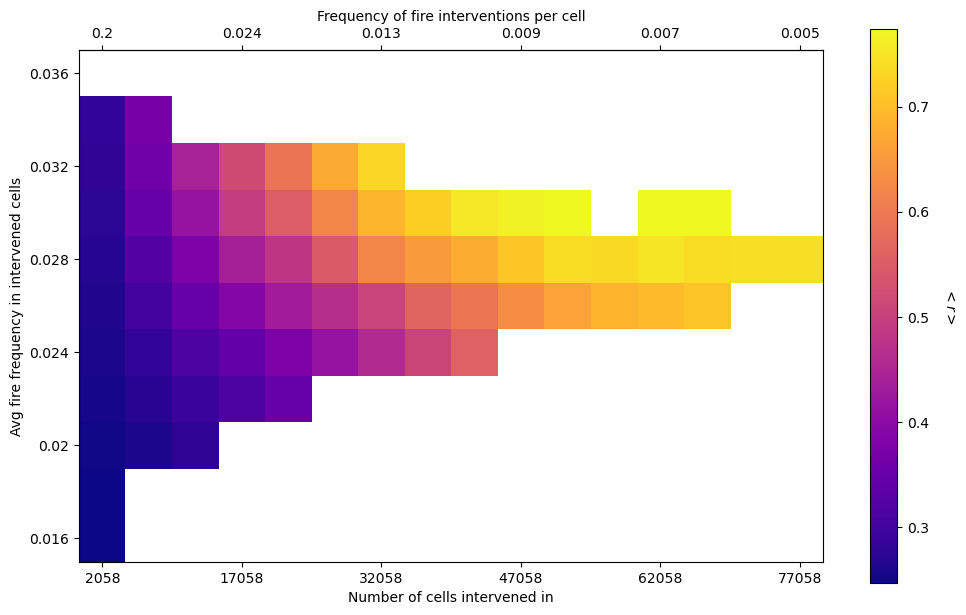 Frequency of fire interventions per cell
0.2 0.024 0.013 0.009 0.007 0.005
0.036
0.032
0.028
0.024
0.02
0.016
Avg fire frequency in intervened cells
2058 17058 32058 47058 62058 77058
Number of cells intervened in
0.7
0.6
0.5
0.4
0.3
< r >